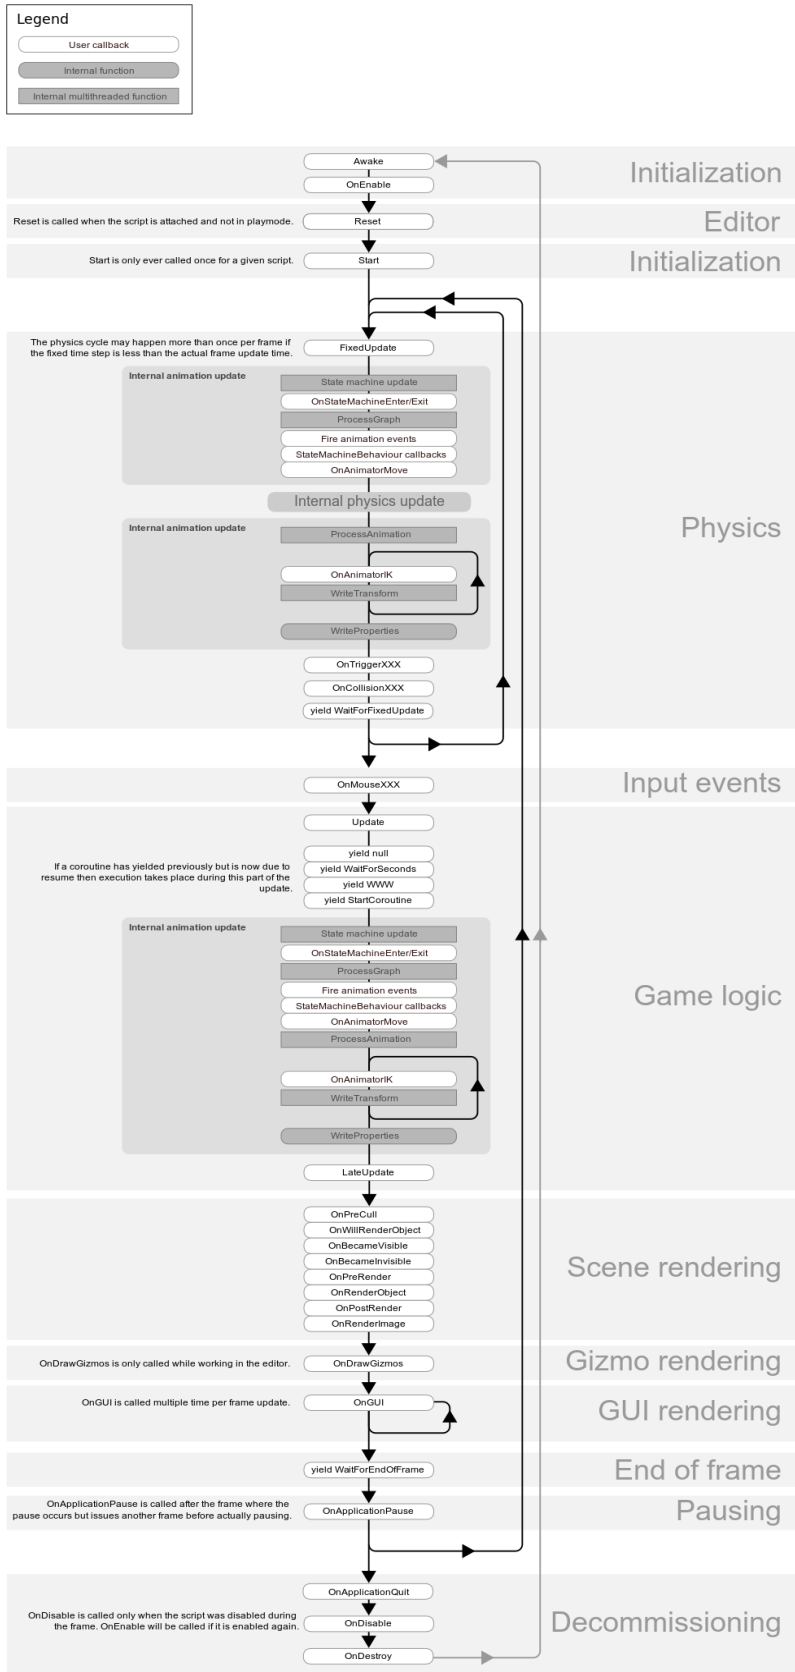 Legend
User callback
Internal function
Internal multithreaded function
Awake
OnEnable
Initialization
Reset is called when the script is attached and not in playmode.
Reset
Editor
Start is only ever called once for a given script.
Start
Initialization
The physics cycle may happen more than once per frame if
the fixed time step is less than the actual frame update time.
FixedUpdate
Internal animation update
State machine update
OnStateMachineEnter/Exit
ProcessGraph
Fire animation events
StateMachineBehaviour callbacks
OnAnimatorMove
Internal physics update
Physics
Internal animation update
ProcessAnimation
OnAnimatorIK
WriteTransform
WriteProperties
OnTriggerXXX
OnCollisionXXX
yield WaitForFixedUpdate
OnMouseXXX
Input events
Update
yield null
If a coroutine has yielded previously but is now due to
resume then execution takes place during this part of the
update.
yield WaitForSeconds
yield WWW
yield StartCoroutine
Internal animation update
State machine update
OnStateMachineEnter/Exit
ProcessGraph
Fire animation events
StateMachineBehaviour callbacks
OnAnimatorMove
ProcessAnimation
Game logic
OnAnimatorIK
WriteTransform
WriteProperties
LateUpdate
OnPreCull
OnWillRenderObject
OnBecameVisible
OnBecameInvisible
OnPreRender
OnRenderObject
OnPostRender
OnRenderImage
Scene rendering
OnDrawGizmos is only called while working in the editor.
OnDrawGizmos
Gizmo rendering
OnGUI is called multiple time per frame update.
OnGUI
GUI rendering
yield WaitForEndOfFrame
End of frame
OnApplicationPause is called after the frame where the
pause occurs but issues another frame before actually pausing.
OnApplicationPause
Pausing
OnApplicationQuit
OnDisable is called only when the script was disabled during
the frame. OnEnable will be called if it is enabled again.
OnDisable
Decommissioning
OnDestroy